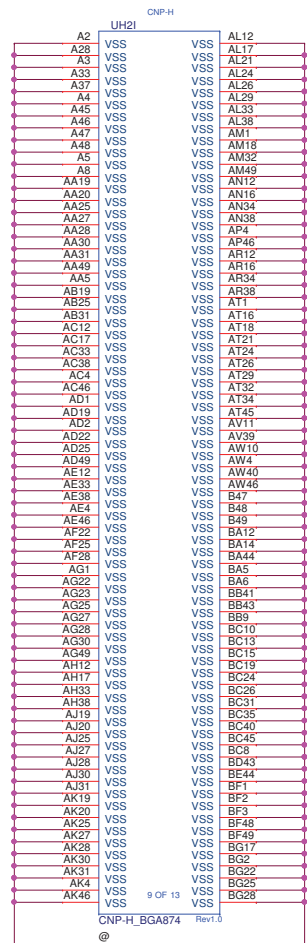 CNP-H
UH2I
A2 VSS VSS AL12
A28 VSS VSS AL17
A3 VSS VSS AL21
A33 VSS VSS AL24
A37 VSS VSS AL26
A4 VSS VSS AL29
A45 VSS VSS AL33
A46 VSS VSS AL38
A47 VSS VSS AM1
A48 VSS VSS AM18
A5 VSS VSS AM32
A8 VSS VSS AM49
AA19 VSS VSS AN12
AA20 VSS VSS AN16
AA25 VSS VSS AN34
AA27 VSS VSS AN38
AA28 VSS VSS AP4
AA30 VSS VSS AP46
AA31 VSS VSS AR12
AA49 VSS VSS AR16
AA5 VSS VSS AR34
AB19 VSS VSS AR38
AB25 VSS VSS AT1
AB31 VSS VSS AT16
AC12 VSS VSS AT18
AC17 VSS VSS AT21
AC33 VSS VSS AT24
AC38 VSS VSS AT26
AC4 VSS VSS AT29
AC46 VSS VSS AT32
AD1 VSS VSS AT34
AD19 VSS VSS AT45
AD2 VSS VSS AV11
AD22 VSS VSS AV39
AD25 VSS VSS AW10
AD49 VSS VSS AW4
AE12 VSS VSS AW40
AE33 VSS VSS AW46
AE38 VSS VSS B47
AE4 VSS VSS B48
AE46 VSS VSS B49
AF22 VSS VSS BA12
AF25 VSS VSS BA14
AF28 VSS VSS BA44
AG1 VSS VSS BA5
AG22 VSS VSS BA6
AG23 VSS VSS BB41
AG25 VSS VSS BB43
AG27 VSS VSS BB9
AG28 VSS VSS BC10
AG30 VSS VSS BC13
AG49 VSS VSS BC15
AH12 VSS VSS BC19
AH17 VSS VSS BC24
AH33 VSS VSS BC26
AH38 VSS VSS BC31
AJ19 VSS VSS BC35
AJ20 VSS VSS BC40
AJ25 VSS VSS BC45
AJ27 VSS VSS BC8
AJ28 VSS VSS BD43
AJ30 VSS VSS BE44
AJ31 VSS VSS BF1
AK19 VSS VSS BF2
AK20 VSS VSS BF3
AK25 VSS VSS BF48
AK27 VSS VSS BF49
AK28 VSS VSS BG17
AK30 VSS VSS BG2
AK31 VSS VSS BG22
AK4 VSS VSS BG25
AK46 VSS 9 OF 13 VSS BG28
CNP-H_BGA874 Rev1.0
@